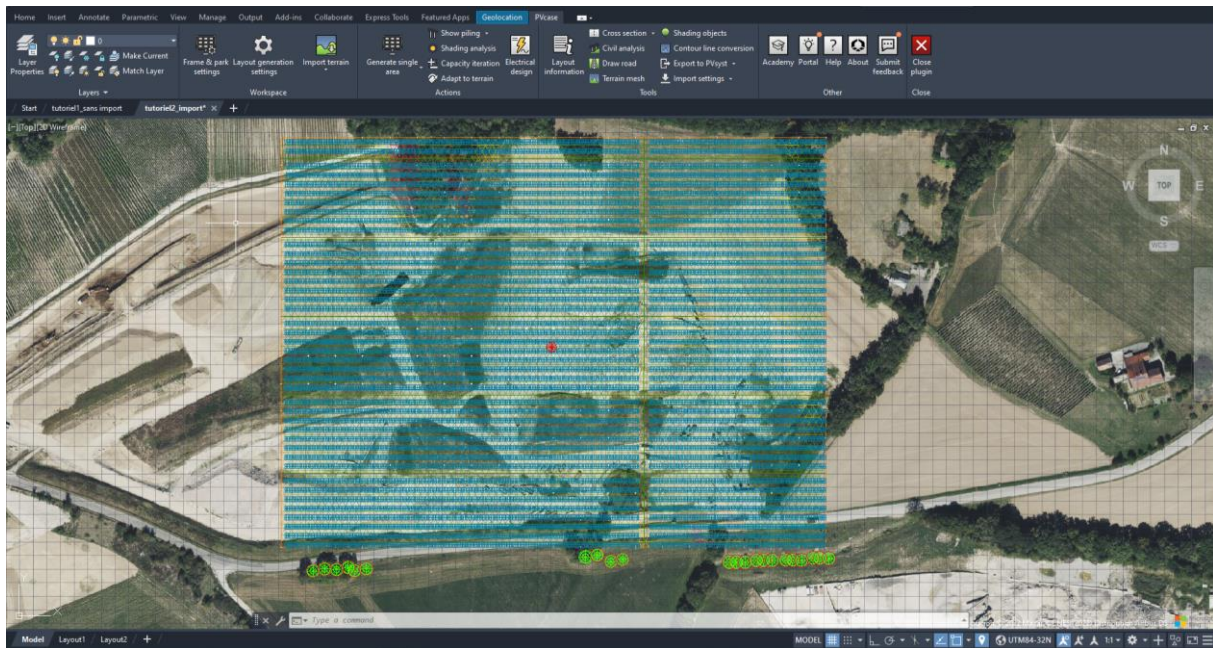 Home Insert Annotate Parametric View Manage Output Add-ins Collaborate Express Tools Featured Apps Geolocation PVcase
Layer Properties
0
Make Current
Match Layer
Layers
Frame & park settings
Layout generation settings
Import terrain
Workspace
Generate single area
Show piling
Shading analysis
Capacity iteration
Adapt to terrain
Electrical design
Actions
Layout information
Cross section
Civil analysis
Draw road
Terrain mesh
Shading objects
Contour line conversion
Export to PVsyst
Import settings
Tools
Academy Portal Help About Submit feedback
Other
Close plugin
Close
Start tutoriel1_sans import tutoriel2_import*
[−][Top][2D Wireframe]
N
W TOP E
S
WCS
Type a command
Model Layout1 Layout2 +
MODEL UTM84-32N 1:1